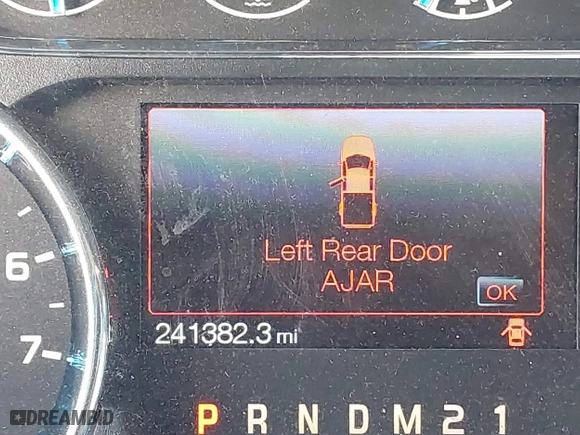 Left Rear Door
AJAR
OK
6
241382.3 mi
7
P R N D M 2 1
DREAMBID